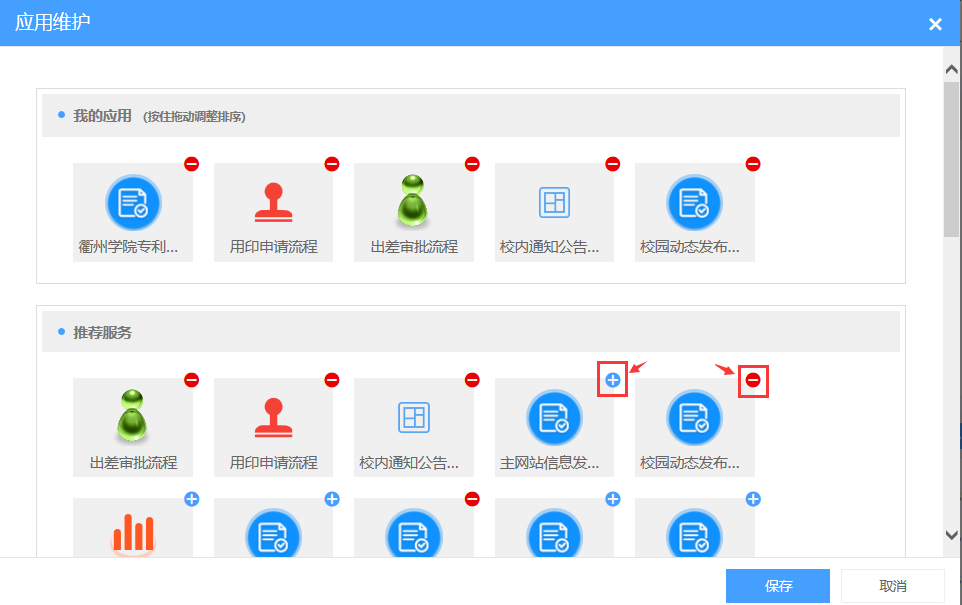 应用维护
我的应用 (按住拖动调整排序)
衢州学院专利...
用印申请流程
出差审批流程
校内通知公告...
校园动态发布...
推荐服务
出差审批流程
用印申请流程
校内通知公告...
主网站信息发...
校园动态发布...
保存
取消